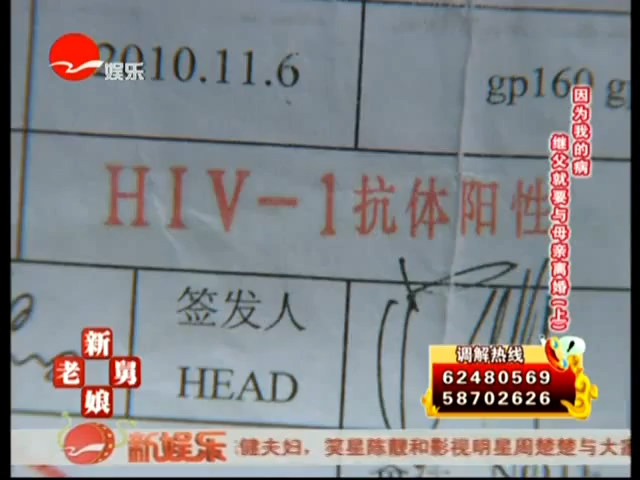 娱乐
2010.11.6
gp160 g
HIV-1抗体阳性
签发人
HEAD
因为我的病
继父就要与母亲离婚（上）
新老舅娘
调解热线
62480569
58702626
新娱乐
健夫妇，笑星陈靓和影视明星周楚楚与大